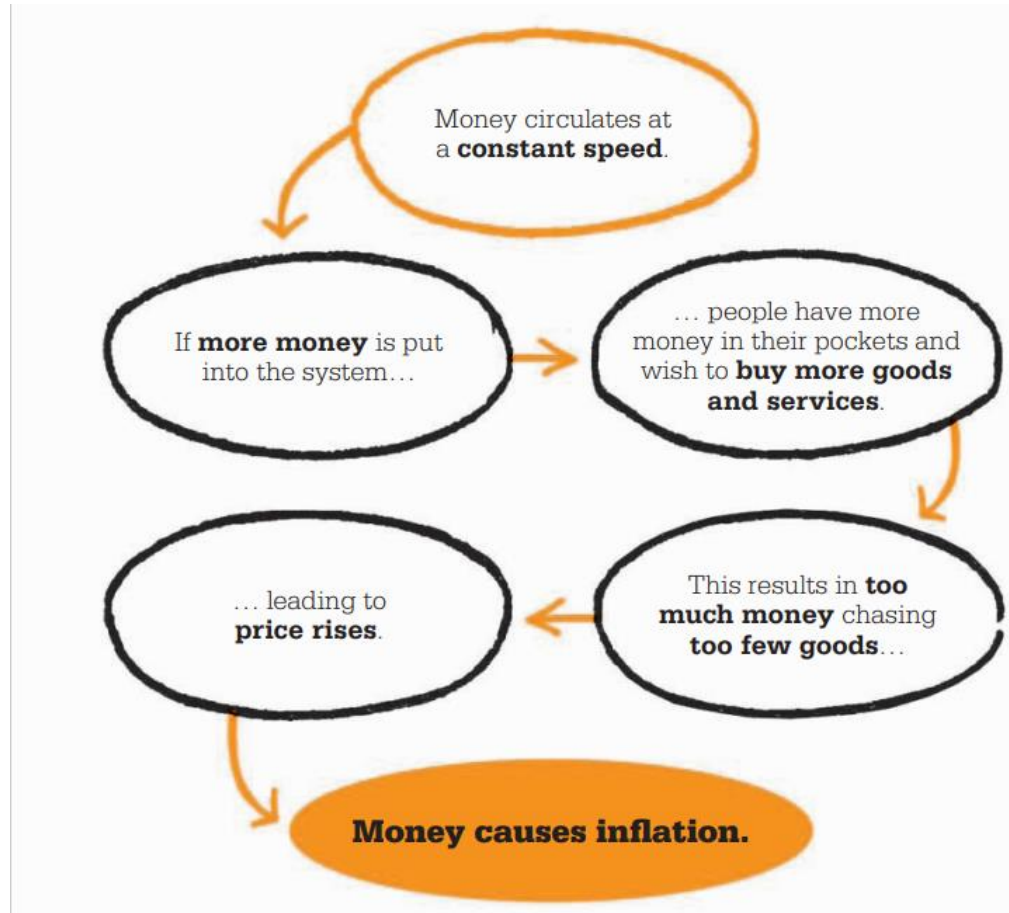 Money circulates at
a constant speed.
If more money is put
into the system…
… people have more
money in their pockets and
wish to buy more goods
and services.
This results in too
much money chasing
too few goods…
… leading to
price rises.
Money causes inflation.